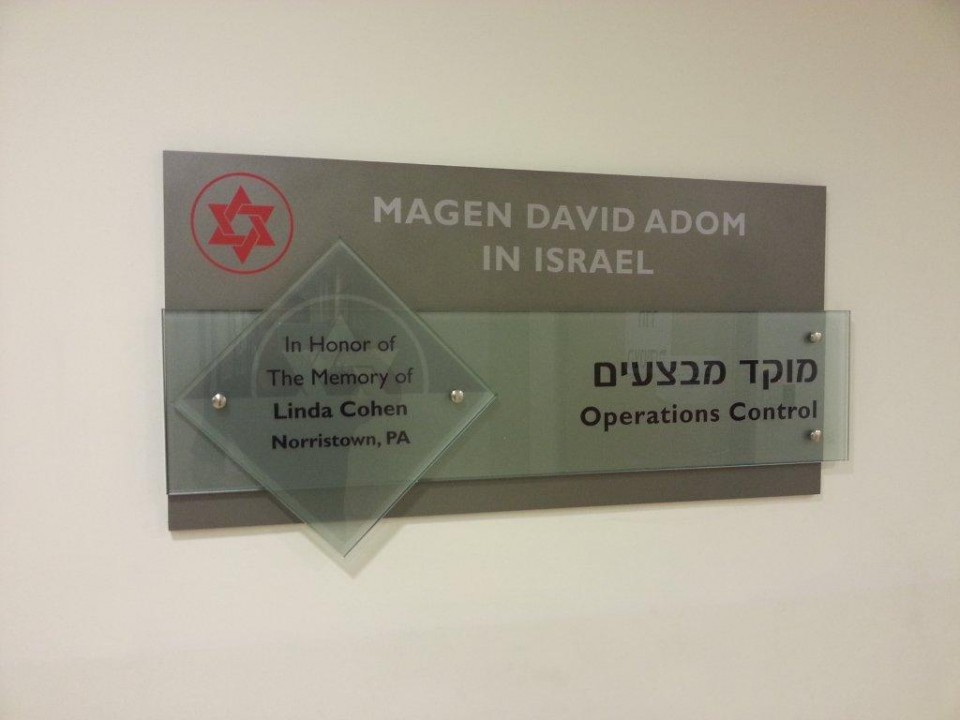 MAGEN DAVID ADOM
IN ISRAEL
In Honor of
The Memory of
Linda Cohen
Norristown, PA
מוקד מבצעים
Operations Control